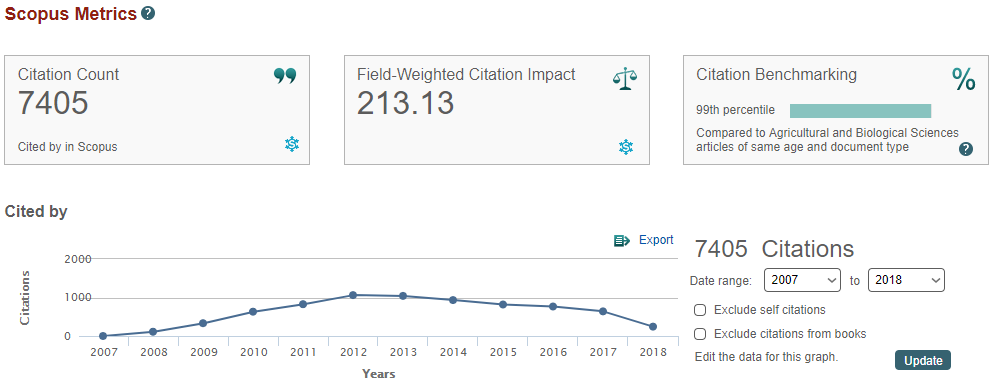 Scopus Metrics ?
Citation Count
7405
Cited by in Scopus
Field-Weighted Citation Impact
213.13
Citation Benchmarking
%
99th percentile
Compared to Agricultural and Biological Sciences
articles of same age and document type ?
Cited by
Export
2000
1000
0
Citations
2007 2008 2009 2010 2011 2012 2013 2014 2015 2016 2017 2018
Years
7405 Citations
Date range: 2007 to 2018
Exclude self citations
Exclude citations from books
Edit the data for this graph.
Update